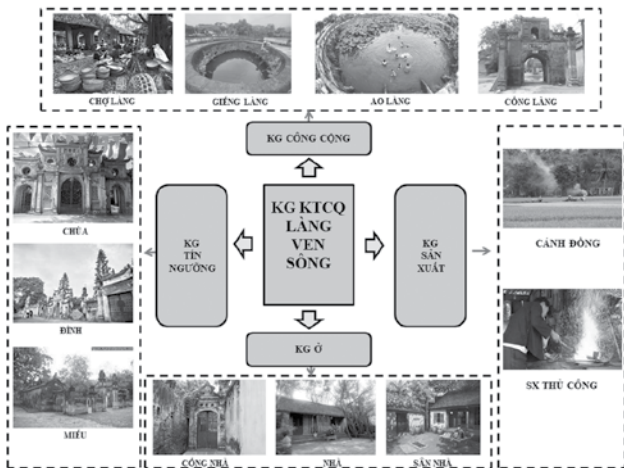 CHỢ LÀNG
GIẾNG LÀNG
AO LÀNG
CỔNG LÀNG
KG CÔNG CỘNG
CHÙA
ĐÌNH
MIẾU
KG
TÍN
NGƯỠNG
KG KTCQ
LÀNG
VEN
SÔNG
KG
SẢN
XUẤT
CÁNH ĐỒNG
SX THỦ CÔNG
KG Ở
CỔNG NHÀ
NHÀ
SÂN NHÀ